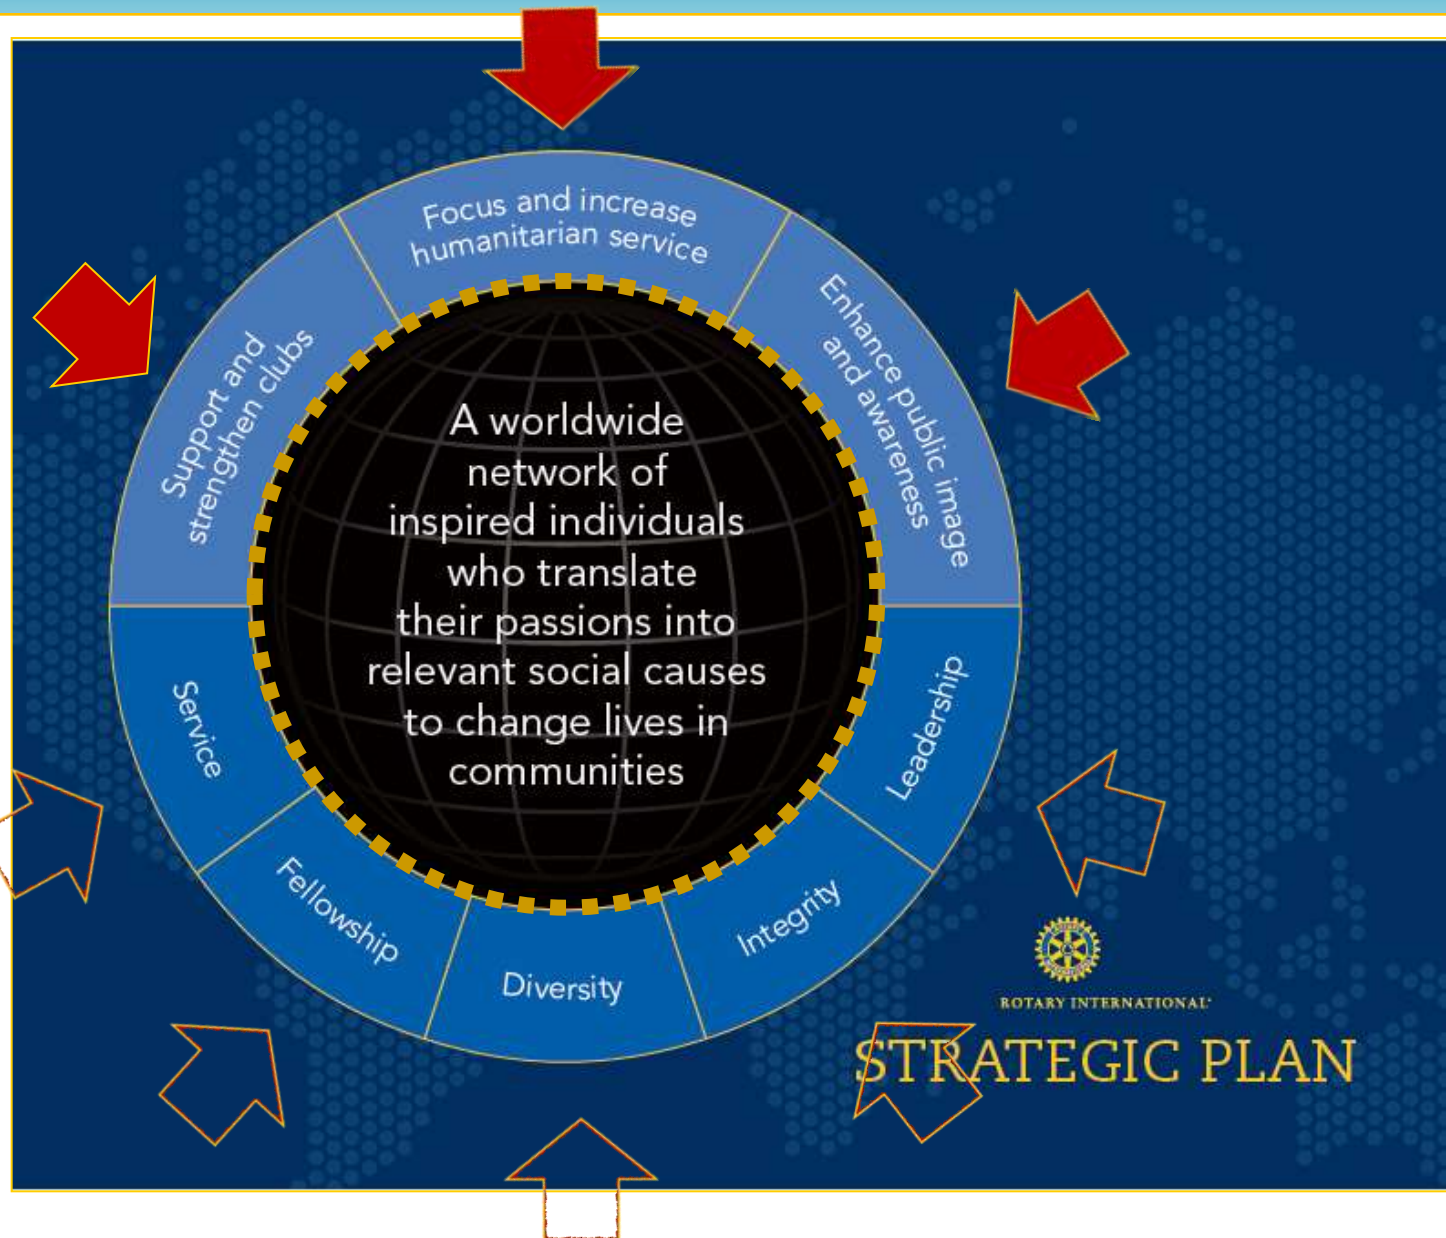 Focus and increase
humanitarian service
Support and
strengthen clubs
Enhance public image
and awareness
A worldwide
network of
inspired individuals
who translate
their passions into
relevant social causes
to change lives in
communities
Service
Fellowship
Diversity
Integrity
Leadership
ROTARY INTERNATIONAL
STRATEGIC PLAN